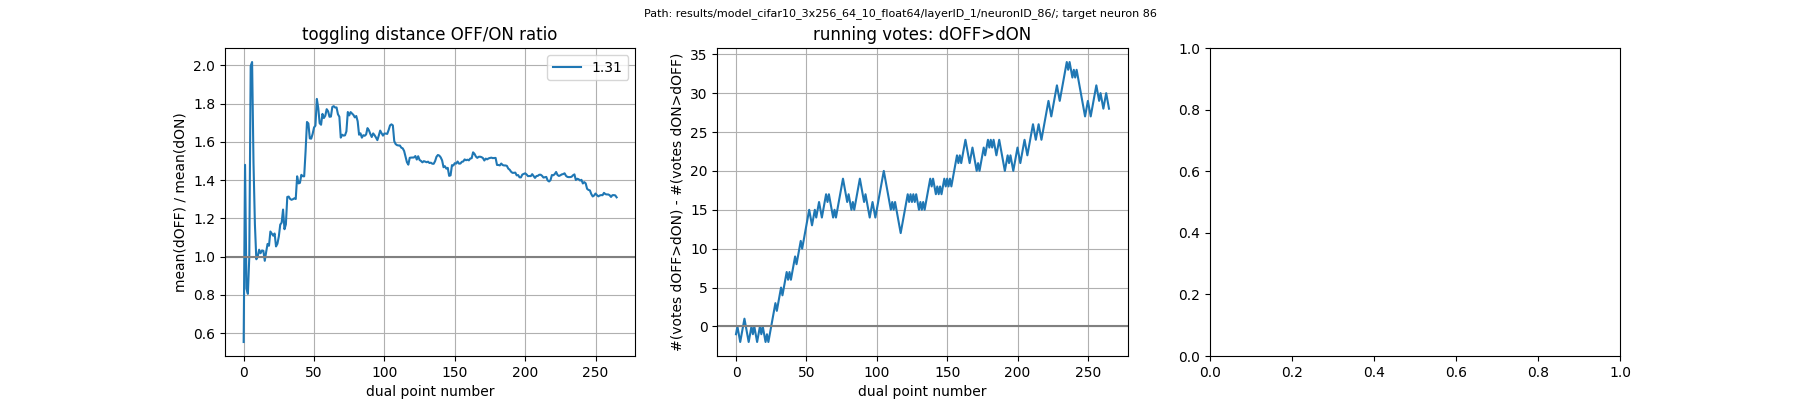 Path: results/model_cifar10_3x256_64_10_float64/layerID_1/neuronID_86/; target neuron 86
toggling distance OFF/ON ratio
mean(dOFF) / mean(dON)
2.0
1.8
1.6
1.4
1.2
1.0
0.8
0.6
1.31
0 50 100 150 200 250
dual point number
running votes: dOFF>dON
#(votes dOFF>dON) - #(votes dON>dOFF)
35
30
25
20
15
10
5
0
0 50 100 150 200 250
dual point number
1.0
0.8
0.6
0.4
0.2
0.0
0.0 0.2 0.4 0.6 0.8 1.0